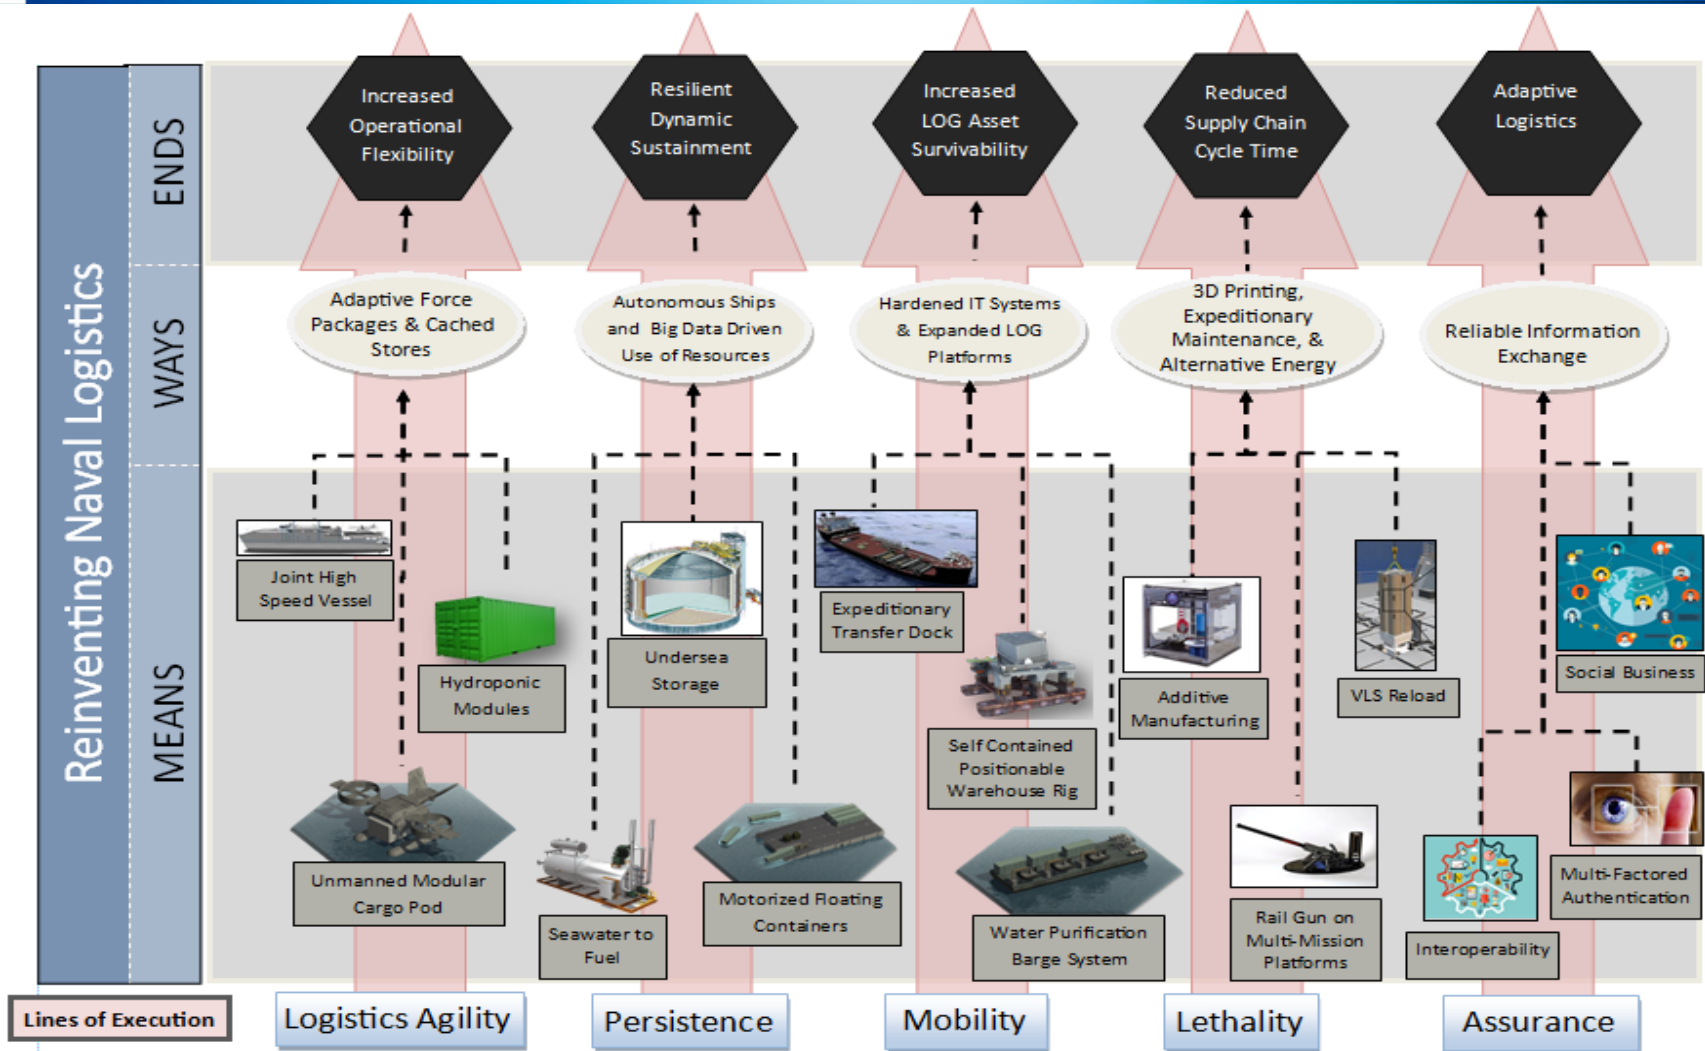 Reinventing Naval Logistics
ENDS
WAYS
MEANS
Increased
Operational
Flexibility
Resilient
Dynamic
Sustainment
Increased
LOG Asset
Survivability
Reduced
Supply Chain
Cycle Time
Adaptive
Logistics
Adaptive Force
Packages & Cached
Stores
Autonomous Ships
and Big Data Driven
Use of Resources
Hardened IT Systems
& Expanded LOG
Platforms
3D Printing,
Expeditionary
Maintenance, &
Alternative Energy
Reliable Information
Exchange
Joint High
Speed Vessel
Hydroponic
Modules
Unmanned Modular
Cargo Pod
Undersea
Storage
Seawater to
Fuel
Motorized Floating
Containers
Expeditionary
Transfer Dock
Self Contained
Positionable
Warehouse Rig
Water Purification
Barge System
Additive
Manufacturing
VLS Reload
Rail Gun on
Multi-Mission
Platforms
Social Business
Multi-Factored
Authentication
Interoperability
Lines of Execution
Logistics Agility
Persistence
Mobility
Lethality
Assurance